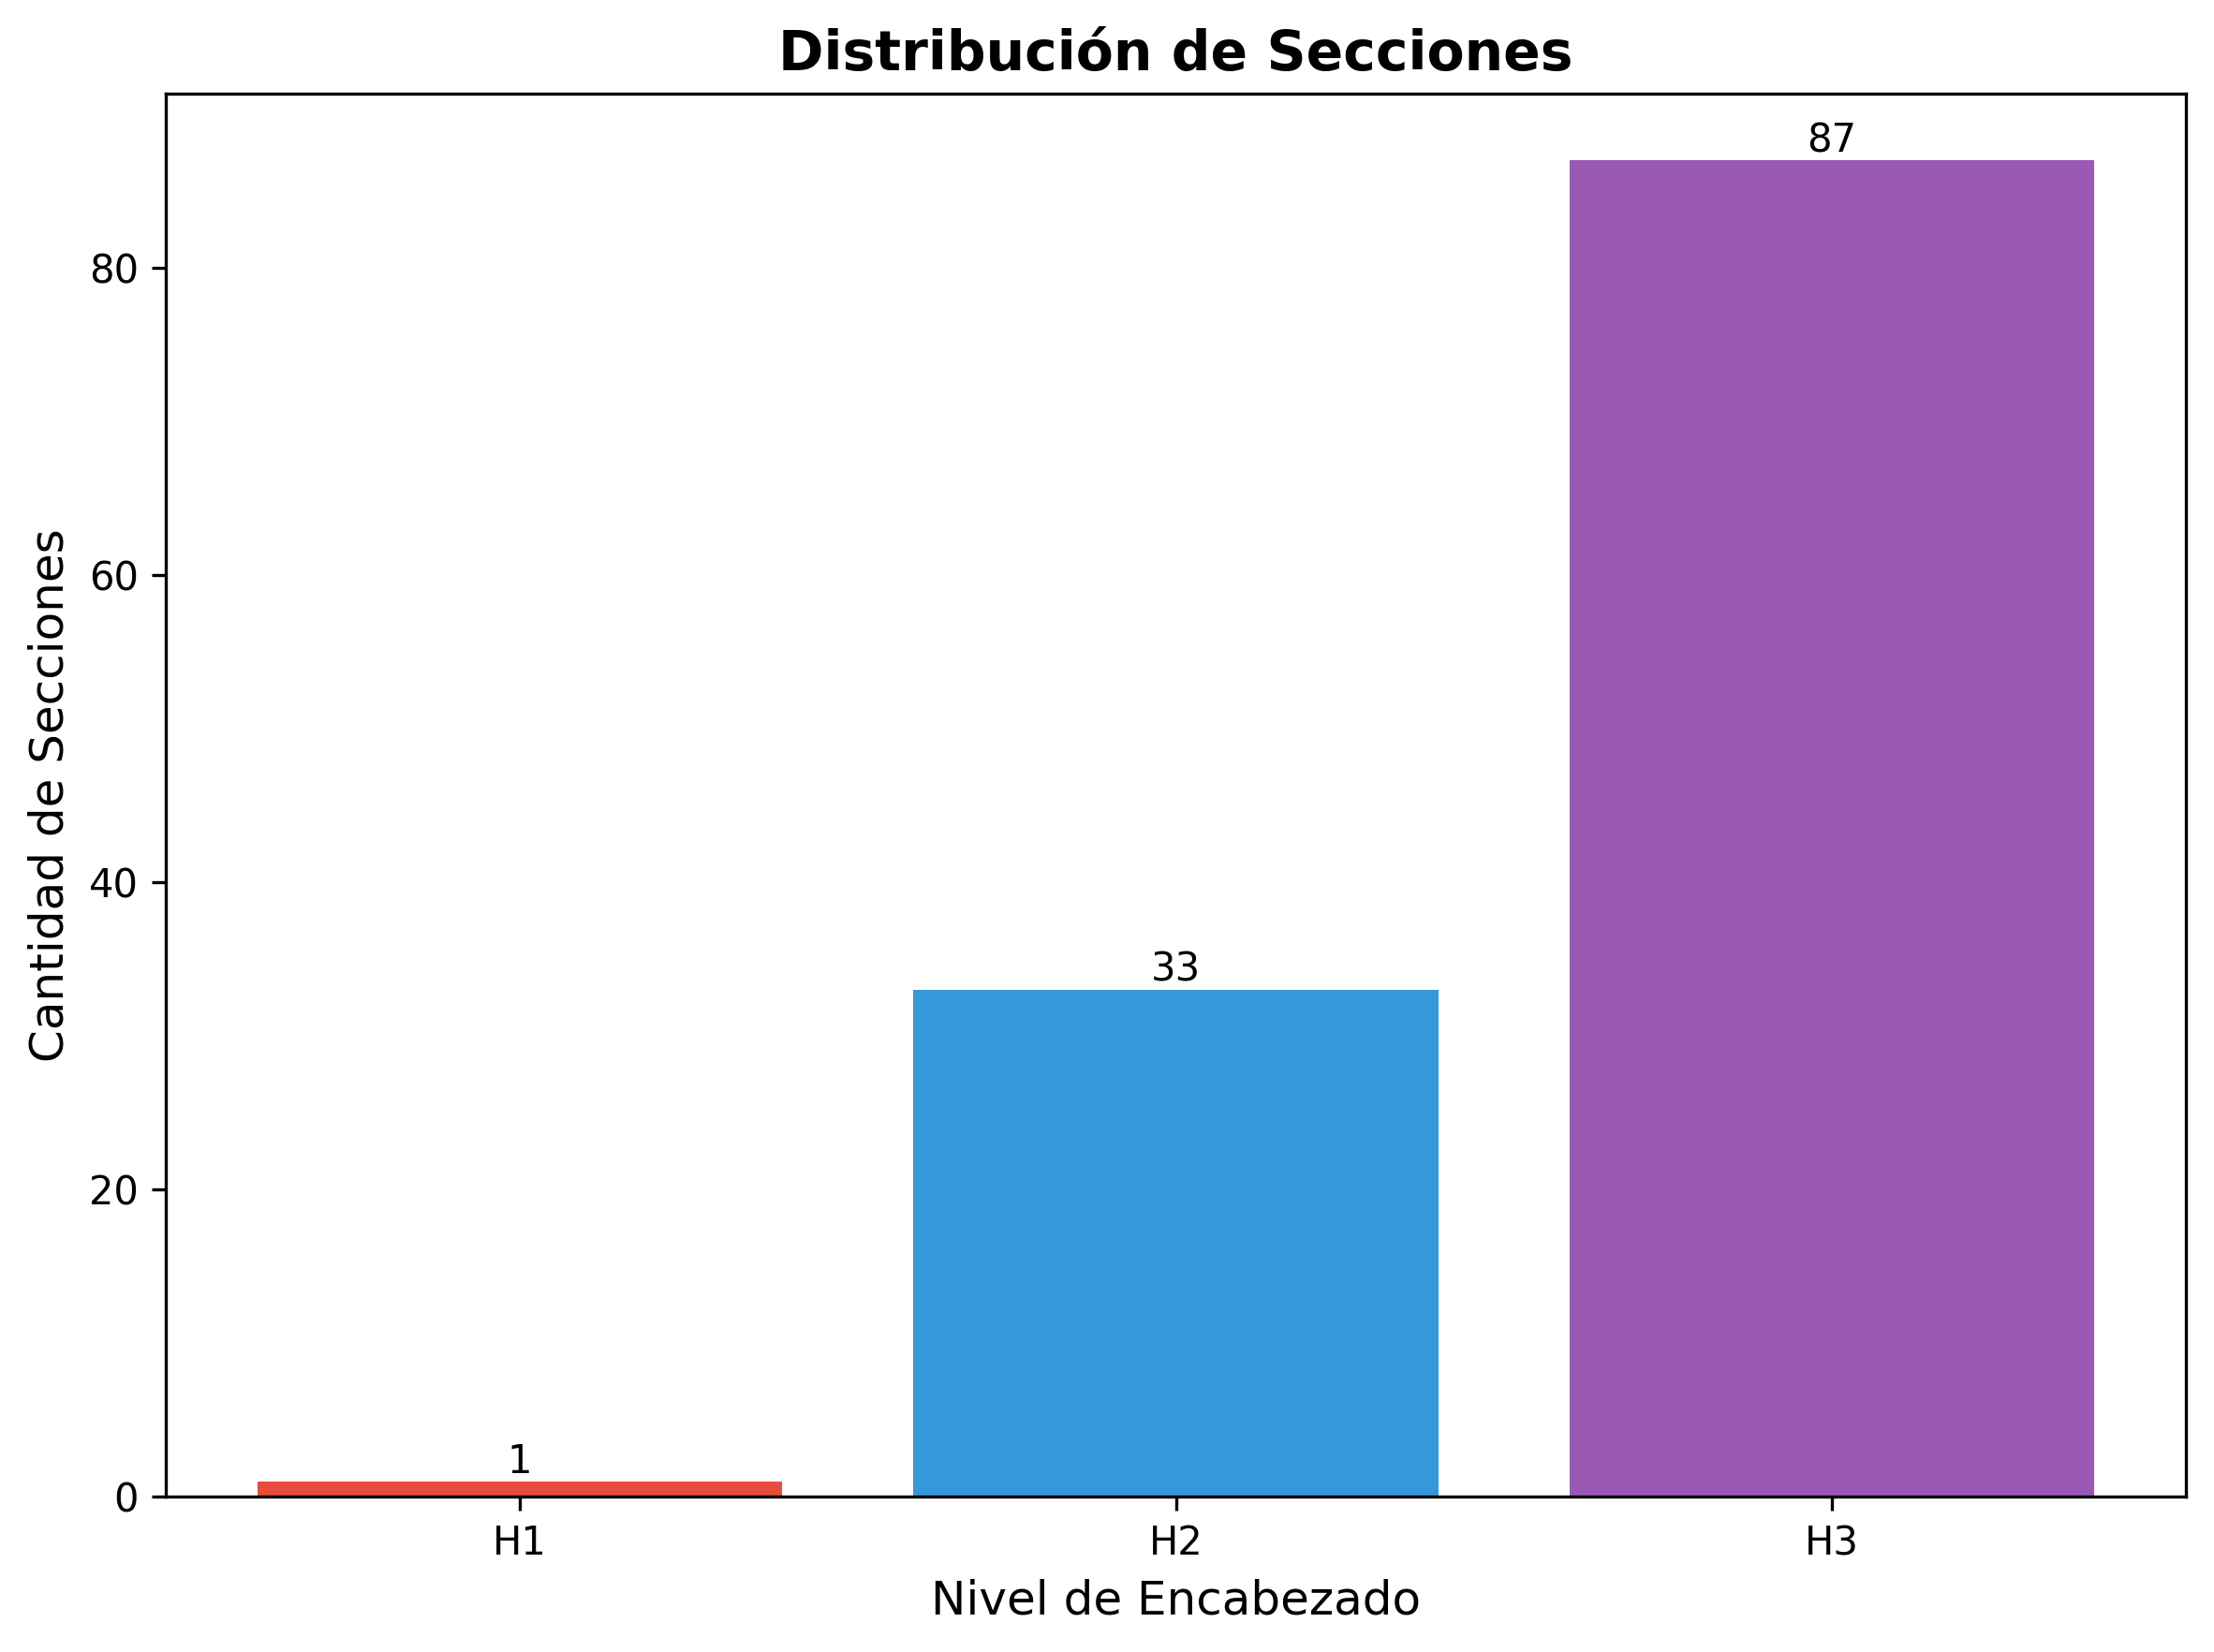 Distribución de Secciones
Cantidad de Secciones
87
80
60
40
33
20
1
0
H1 H2 H3
Nivel de Encabezado